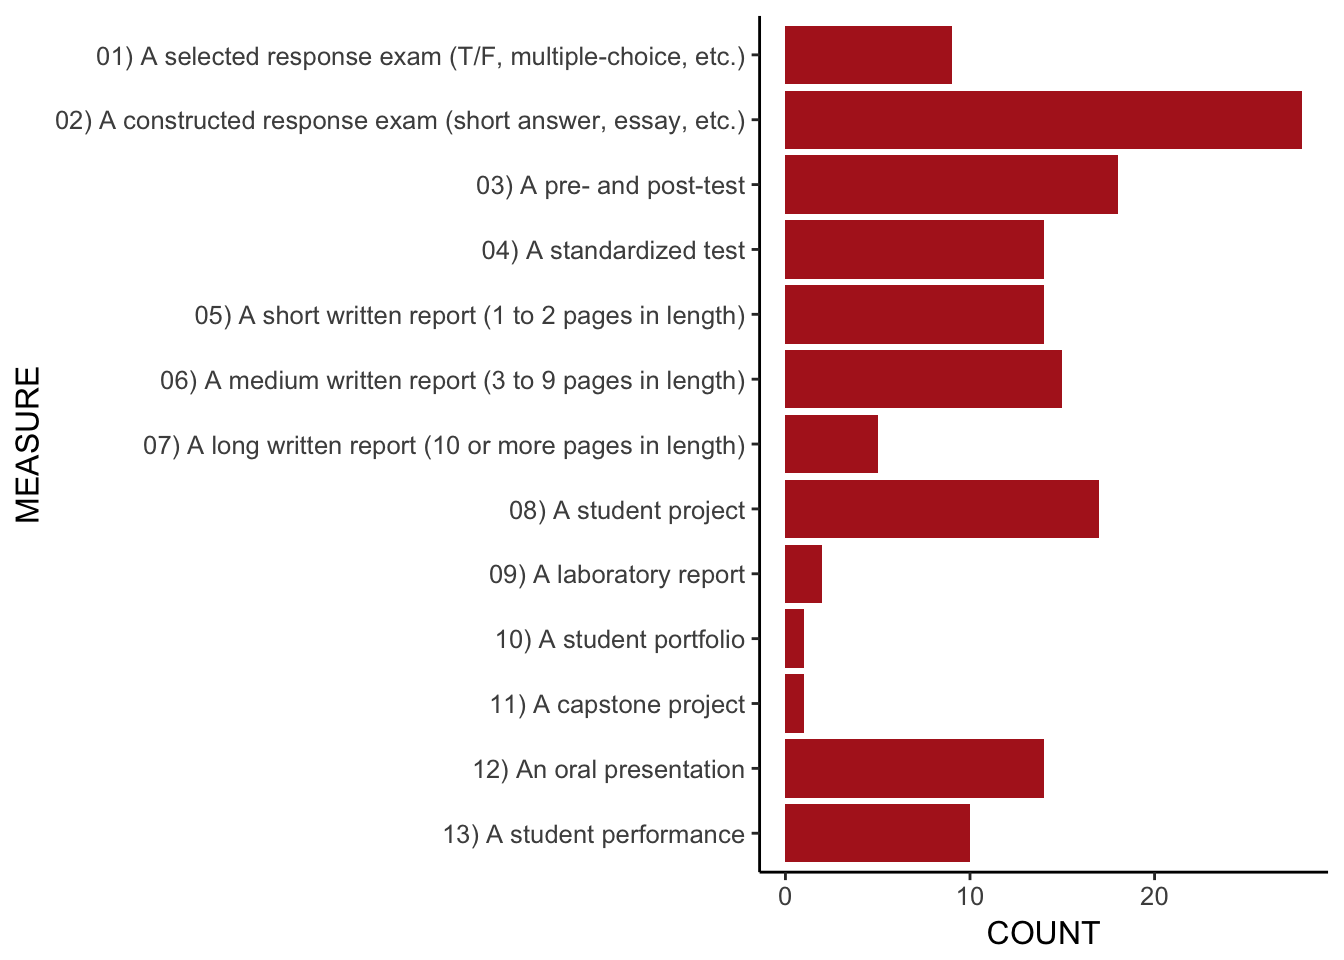 01) A selected response exam (T/F, multiple-choice, etc.)
02) A constructed response exam (short answer, essay, etc.)
03) A pre- and post-test
04) A standardized test
05) A short written report (1 to 2 pages in length)
06) A medium written report (3 to 9 pages in length)
07) A long written report (10 or more pages in length)
08) A student project
09) A laboratory report
10) A student portfolio
11) A capstone project
12) An oral presentation
13) A student performance
MEASURE
0 10 20
COUNT